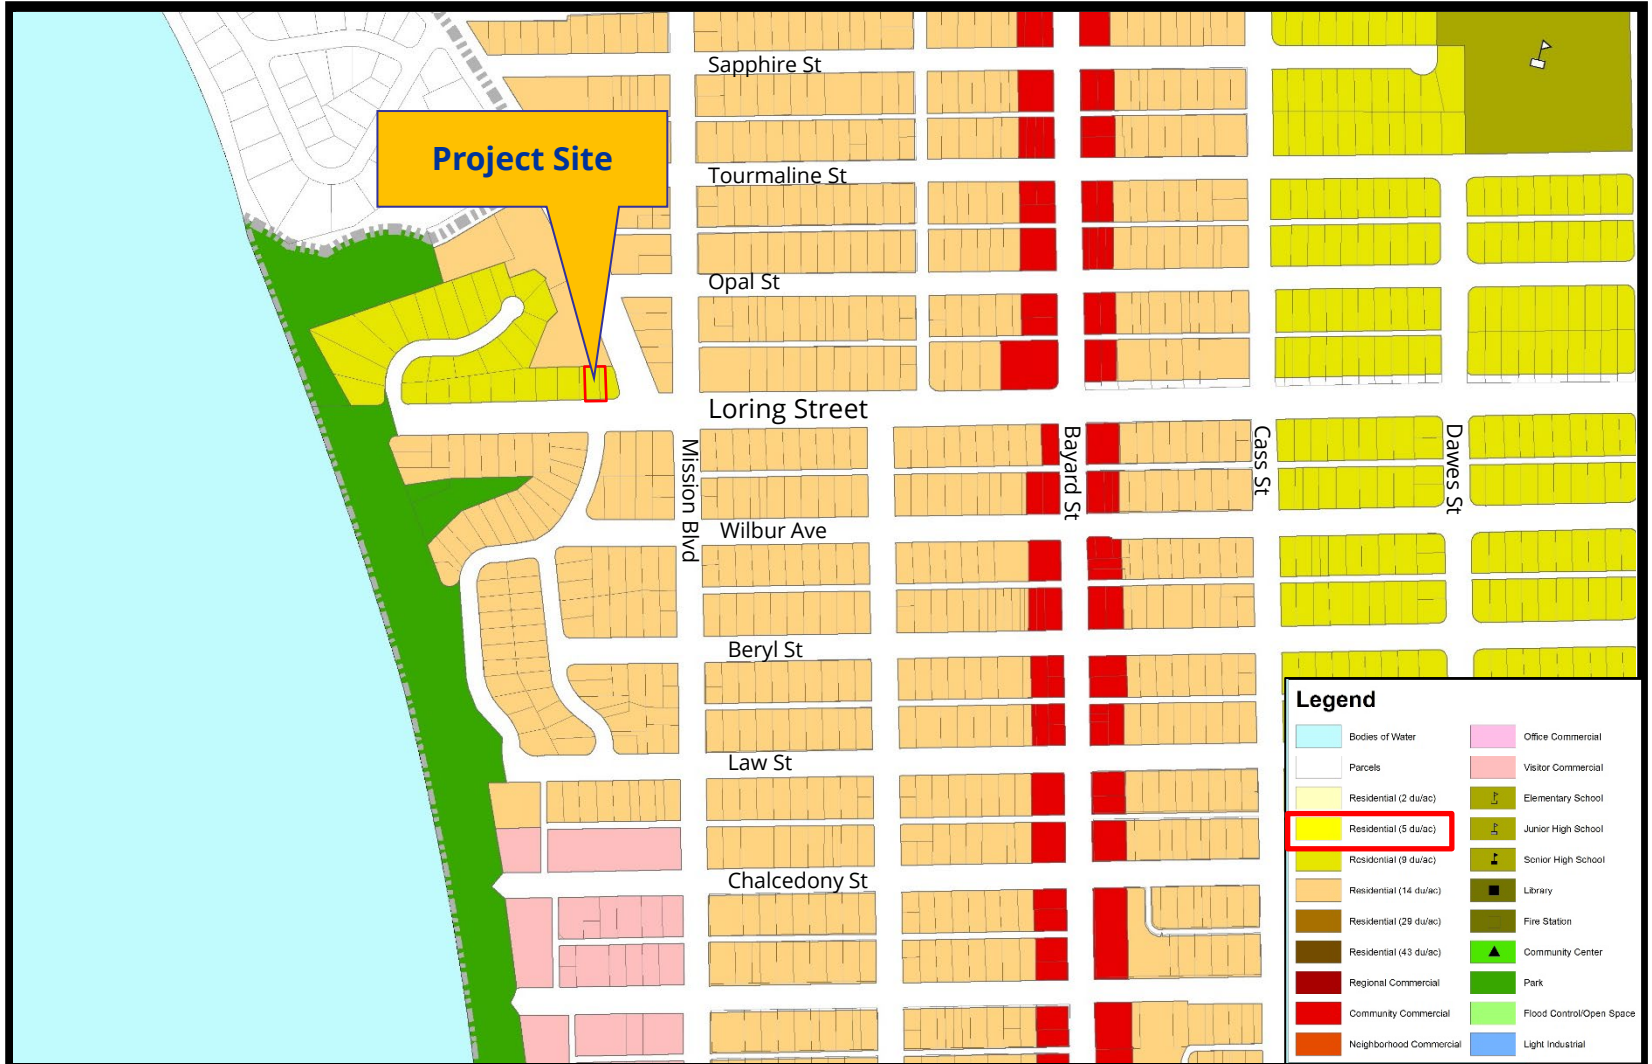 Sapphire St
Project Site
Tourmaline St
Opal St
Loring Street
Mission Blvd
Bayard St
Cass St
Dawes St
Wilbur Ave
Beryl St
Law St
Chalcedony St
Legend
Bodies of Water
Parcels
Residential (2 du/ac)
Residential (5 du/ac)
Residential (9 du/ac)
Residential (14 du/ac)
Residential (29 du/ac)
Residential (43 du/ac)
Regional Commercial
Community Commercial
Neighborhood Commercial
Office Commercial
Visitor Commercial
Elementary School
Junior High School
Senior High School
Library
Fire Station
Community Center
Park
Flood Control/Open Space
Light Industrial